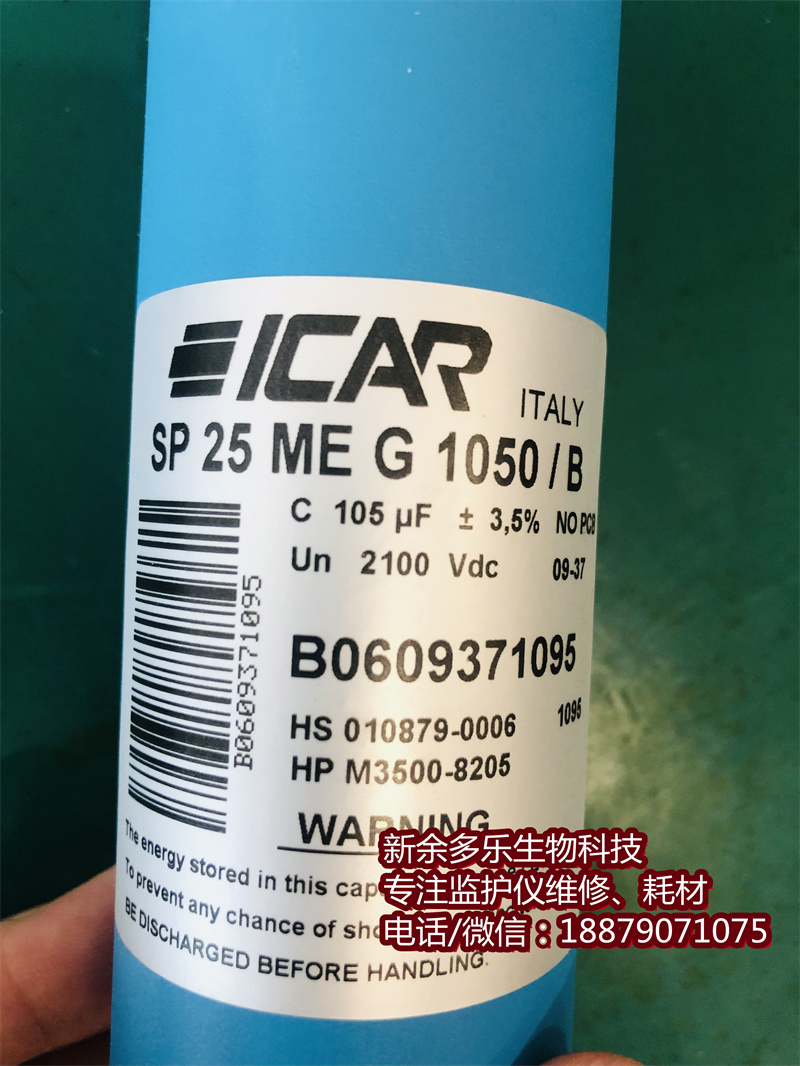 ICAR
ITALY
SP 25 ME G 1050 / B
C 105 µF ± 3,5% NO PCB
Un 2100 Vdc 09-37
B0609371095
B0609371095
1095
HS 010879-0006
HP M3500-8205
WARNING
The energy stored in this cap
To prevent any chance of sho
BE DISCHARGED BEFORE HANDLING.
新余多乐生物科技
专注监护仪维修、耗材
电话/微信：18879071075